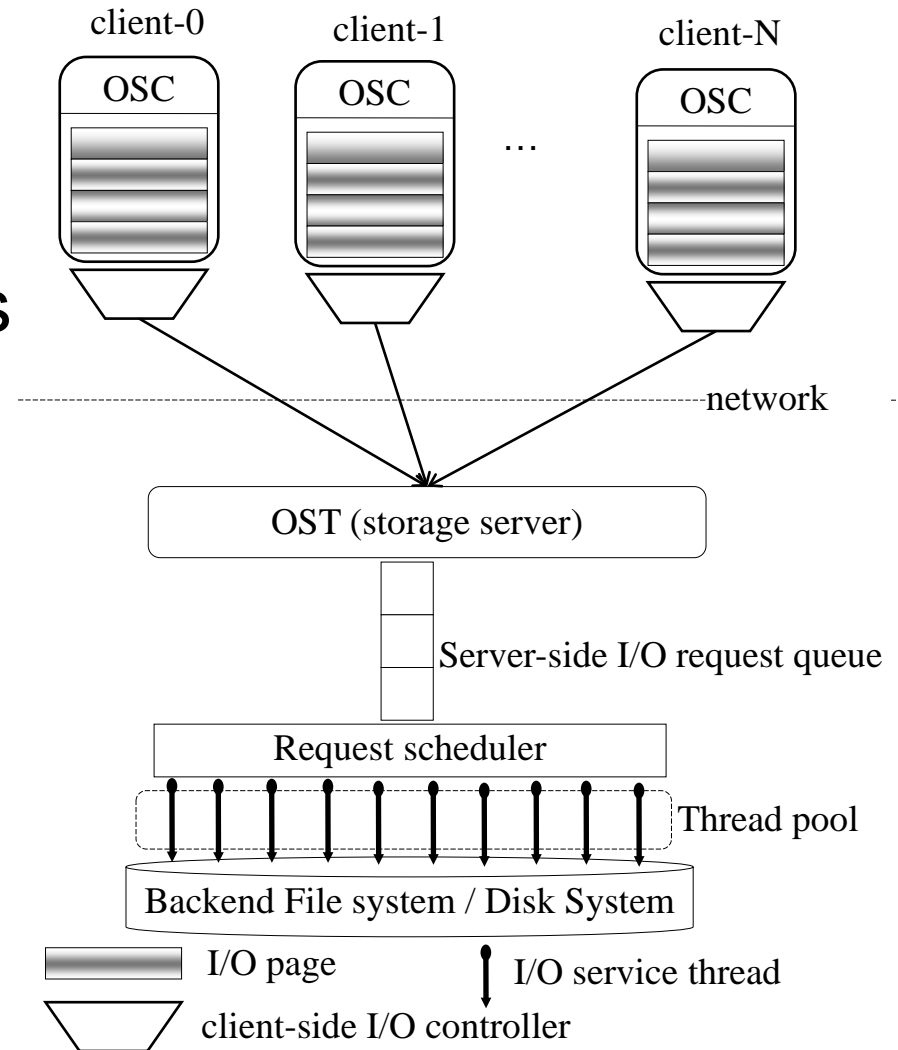 client-0
client-1
client-N
OSC
OSC
OSC
...
s
network
OST (storage server)
Server-side I/O request queue
Request scheduler
Thread pool
Backend File system / Disk System
I/O page
I/O service thread
client-side I/O controller